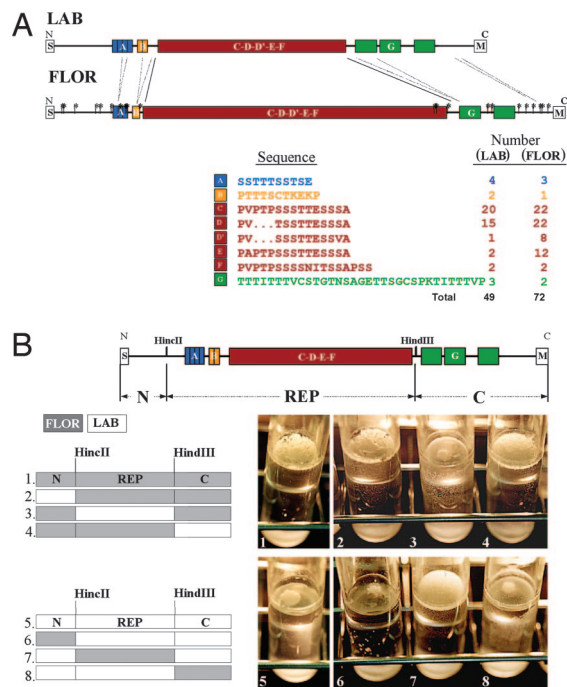 A
LAB
N C
S A B C-D-D'-E-F G M
FLOR
N C
S A C-D-D'-E-F G M
Sequence Number
(LAB) (FLOR)
A SSTTTSSTSE 4 3
B PTTTSCTKEKP 2 1
C PVPTPSSSTTESSSA 20 22
D PV...TSSTTESSSA 15 22
D' PV...SSSTTESSVA 1 8
E PAPTPSSSTTESSSA 2 12
F PVPTPSSSSNITSSAPSS 2 2
G TTTITTTVCSTGTNSAGETTSGCSPKTITTTVP 3 2
Total 49 72
B
N HincII HindIII C
S A B C-D-E-F G M
N REP C
FLOR LAB
HincII HindIII
1. N REP C
2.
3.
4.
1 2 3 4
HincII HindIII
5. N REP C
6.
7.
8.
5 6 7 8